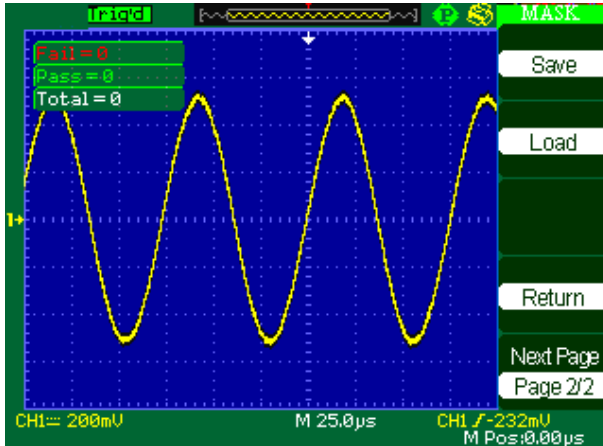 Trig'd
MASK
Fail=0
Pass=0
Total=0
Save
Load
Return
Next Page
Page 2/2
1
CH1 200mV
M 25.0µs
CH1 -232mV
M Pos:0.00µs